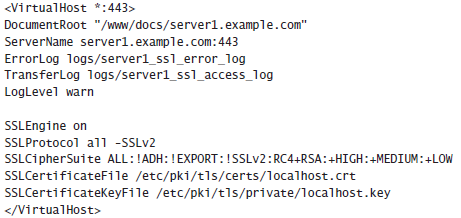 <VirtualHost *:443>
DocumentRoot "/www/docs/server1.example.com"
ServerName server1.example.com:443
ErrorLog logs/server1_ssl_error_log
TransferLog logs/server1_ssl_access_log
LogLevel warn
SSLEngine on
SSLProtocol all -SSLv2
SSLCipherSuite ALL:!ADH:!EXPORT:!SSLv2:RC4+RSA:+HIGH:+MEDIUM:+LOW
SSLCertificateFile /etc/pki/tls/certs/localhost.crt
SSLCertificateKeyFile /etc/pki/tls/private/localhost.key
</VirtualHost>